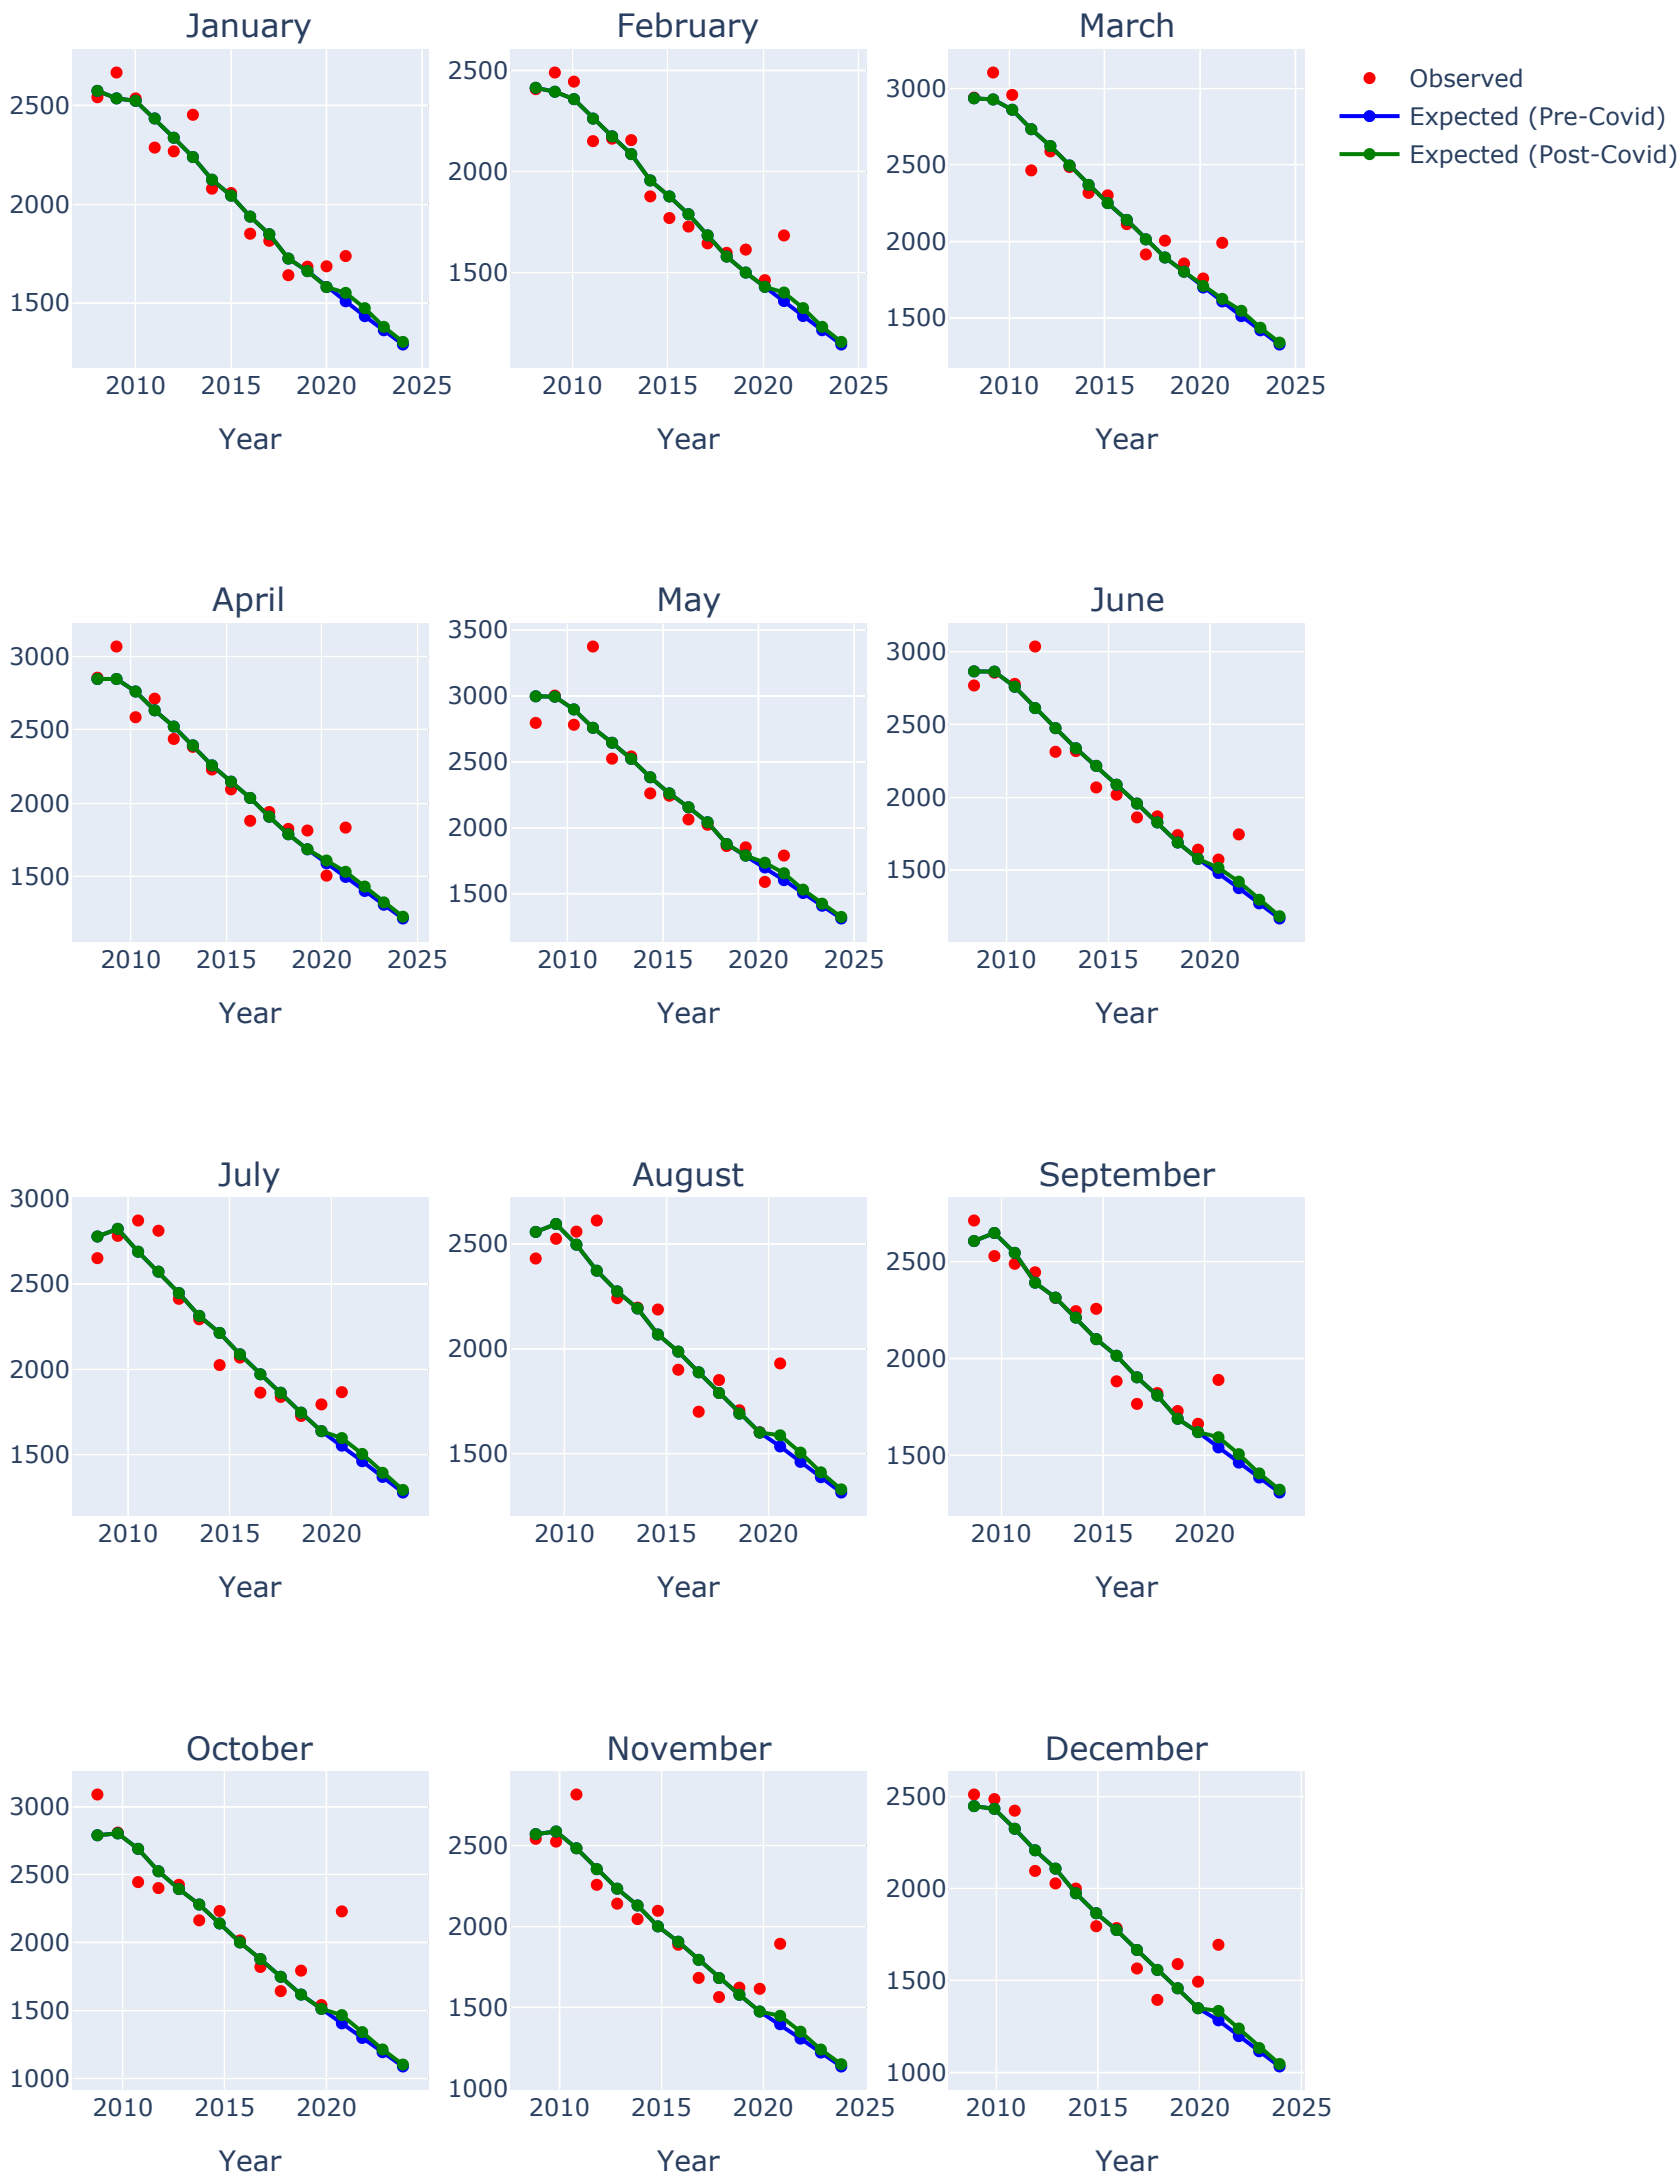 January February March
2500
2000
1500
2010 2015 2020 2025
Year
2500
2000
1500
2010 2015 2020 2025
Year
3000
2500
2000
1500
2010 2015 2020 2025
Year
Observed
Expected (Pre-Covid)
Expected (Post-Covid)
April May June
3000
2500
2000
1500
2010 2015 2020 2025
Year
3500
3000
2500
2000
1500
2010 2015 2020 2025
Year
3000
2500
2000
1500
2010 2015 2020
Year
July August September
3000
2500
2000
1500
2010 2015 2020
Year
2500
2000
1500
2010 2015 2020
Year
2500
2000
1500
2010 2015 2020
Year
October November December
3000
2500
2000
1500
1000
2010 2015 2020
Year
2500
2000
1500
1000
2010 2015 2020 2025
Year
2500
2000
1500
1000
2010 2015 2020 2025
Year